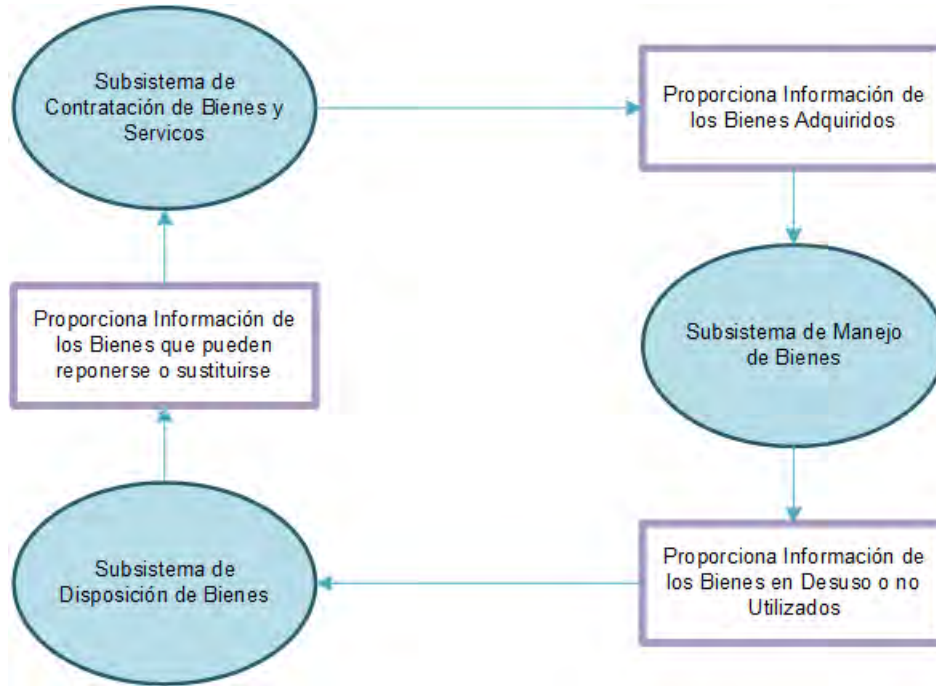 Subsistema de
Contratación de Bienes y
Servicos
Proporciona Información de
los Bienes Adquiridos
Subsistema de Manejo
de Bienes
Proporciona Información de
los Bienes en Desuso o no
Utilizados
Subsistema de
Disposición de Bienes
Proporciona Información de
los Bienes que pueden
reponerse o sustituirse